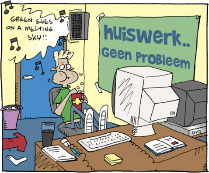 GREEN EYES
ON A MELTING
SKY!!
huiswerk..
Geen probleem